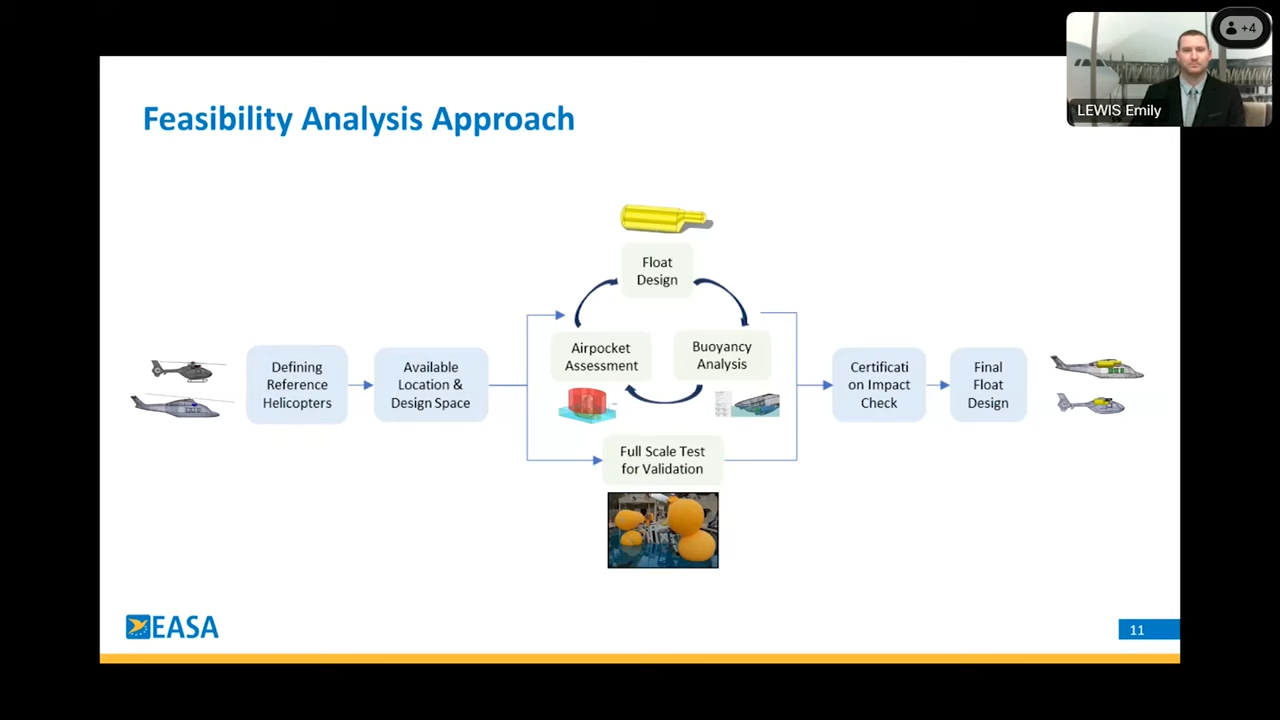 +4
LEWIS Emily
Feasibility Analysis Approach
Float
Design
Airpocket
Assessment
Buoyancy
Analysis
Defining
Reference
Helicopters
Available
Location &
Design Space
Certificati
on Impact
Check
Final
Float
Design
Full Scale Test
for Validation
EASA
11